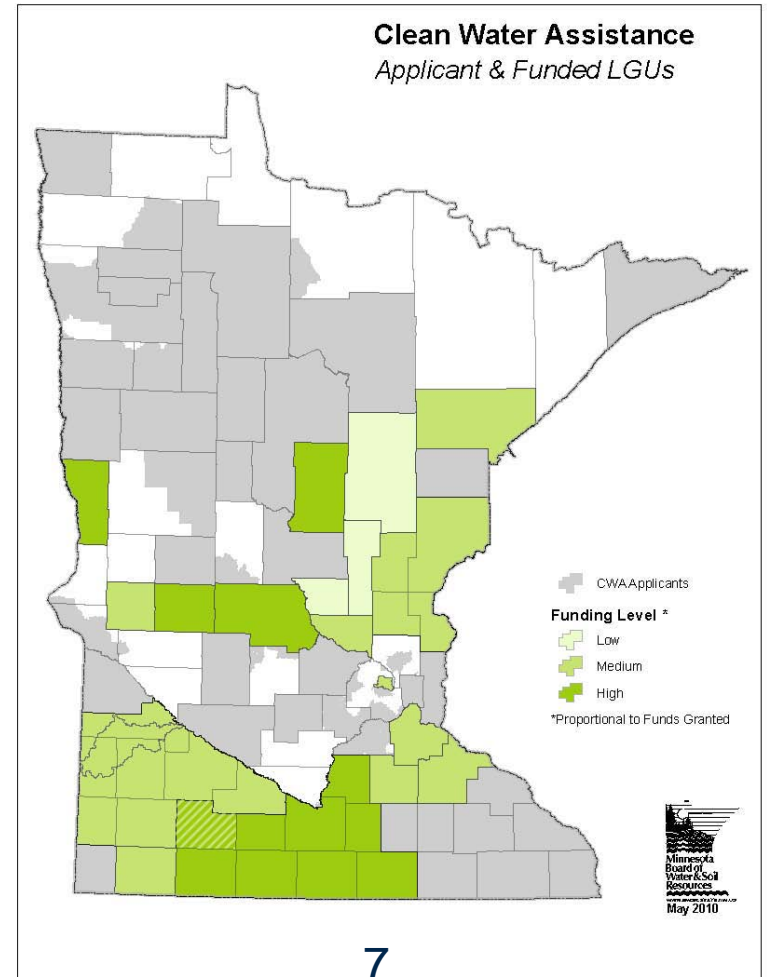 Clean Water Assistance
Applicant & Funded LGUs
CWA Applicants
Funding Level *
Low
Medium
High
*Proportional to Funds Granted
Minnesota
Board of
Water & Soil
Resources
May 2010
7